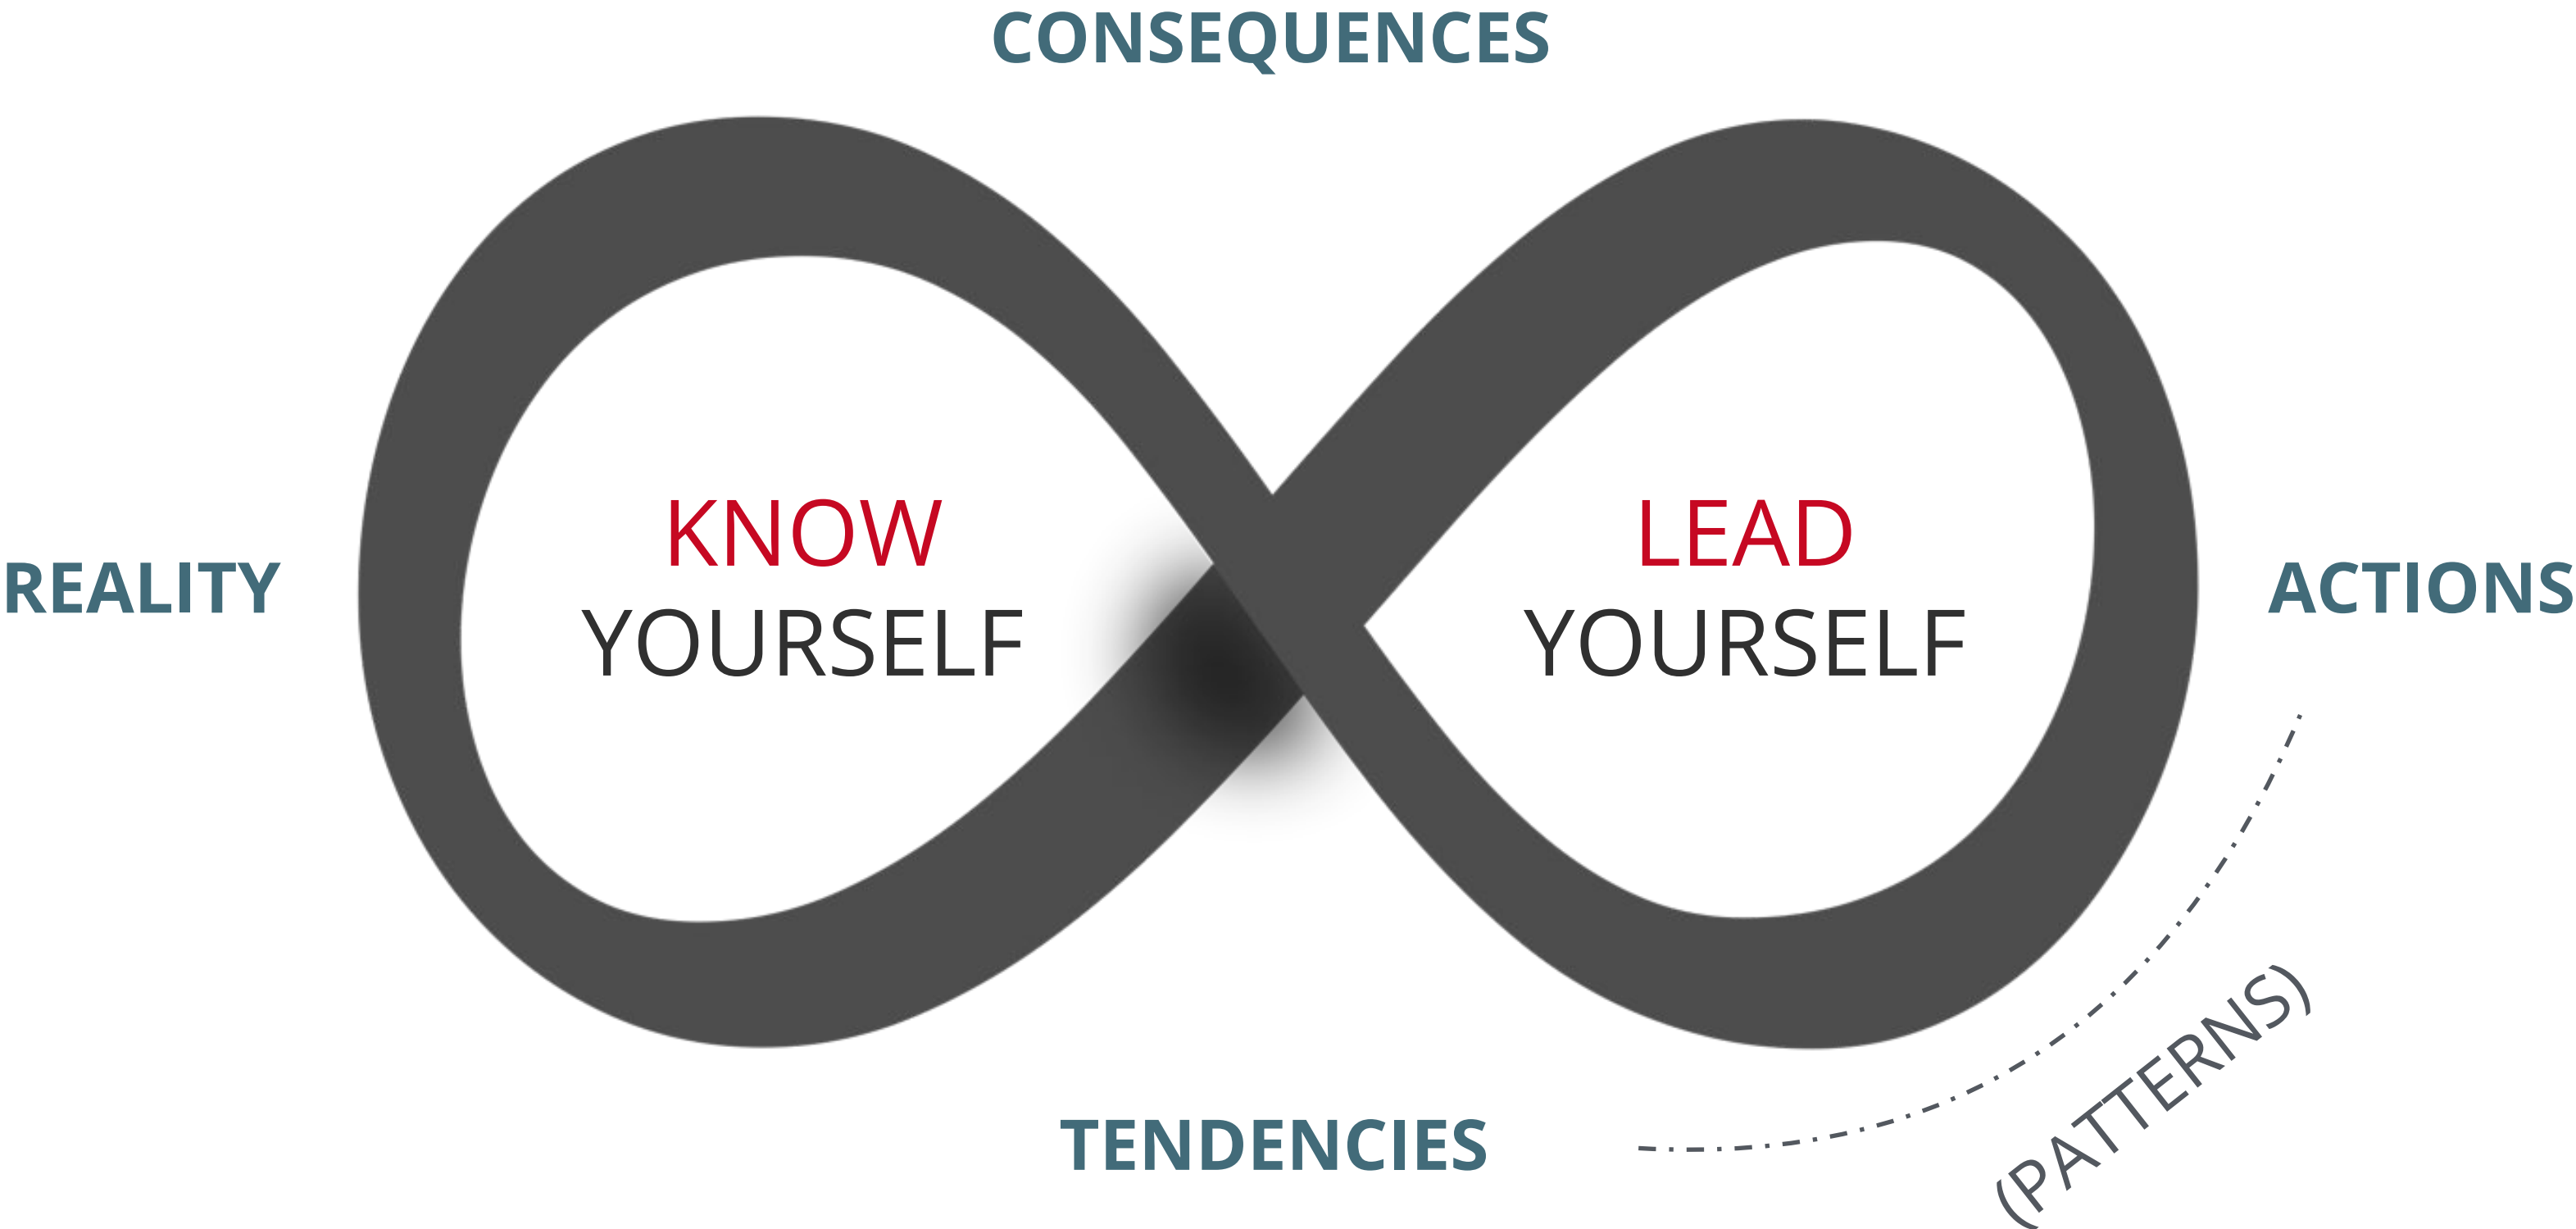 CONSEQUENCES
KNOW
YOURSELF
LEAD
YOURSELF
REALITY
ACTIONS
TENDENCIES
(PATTERNS)